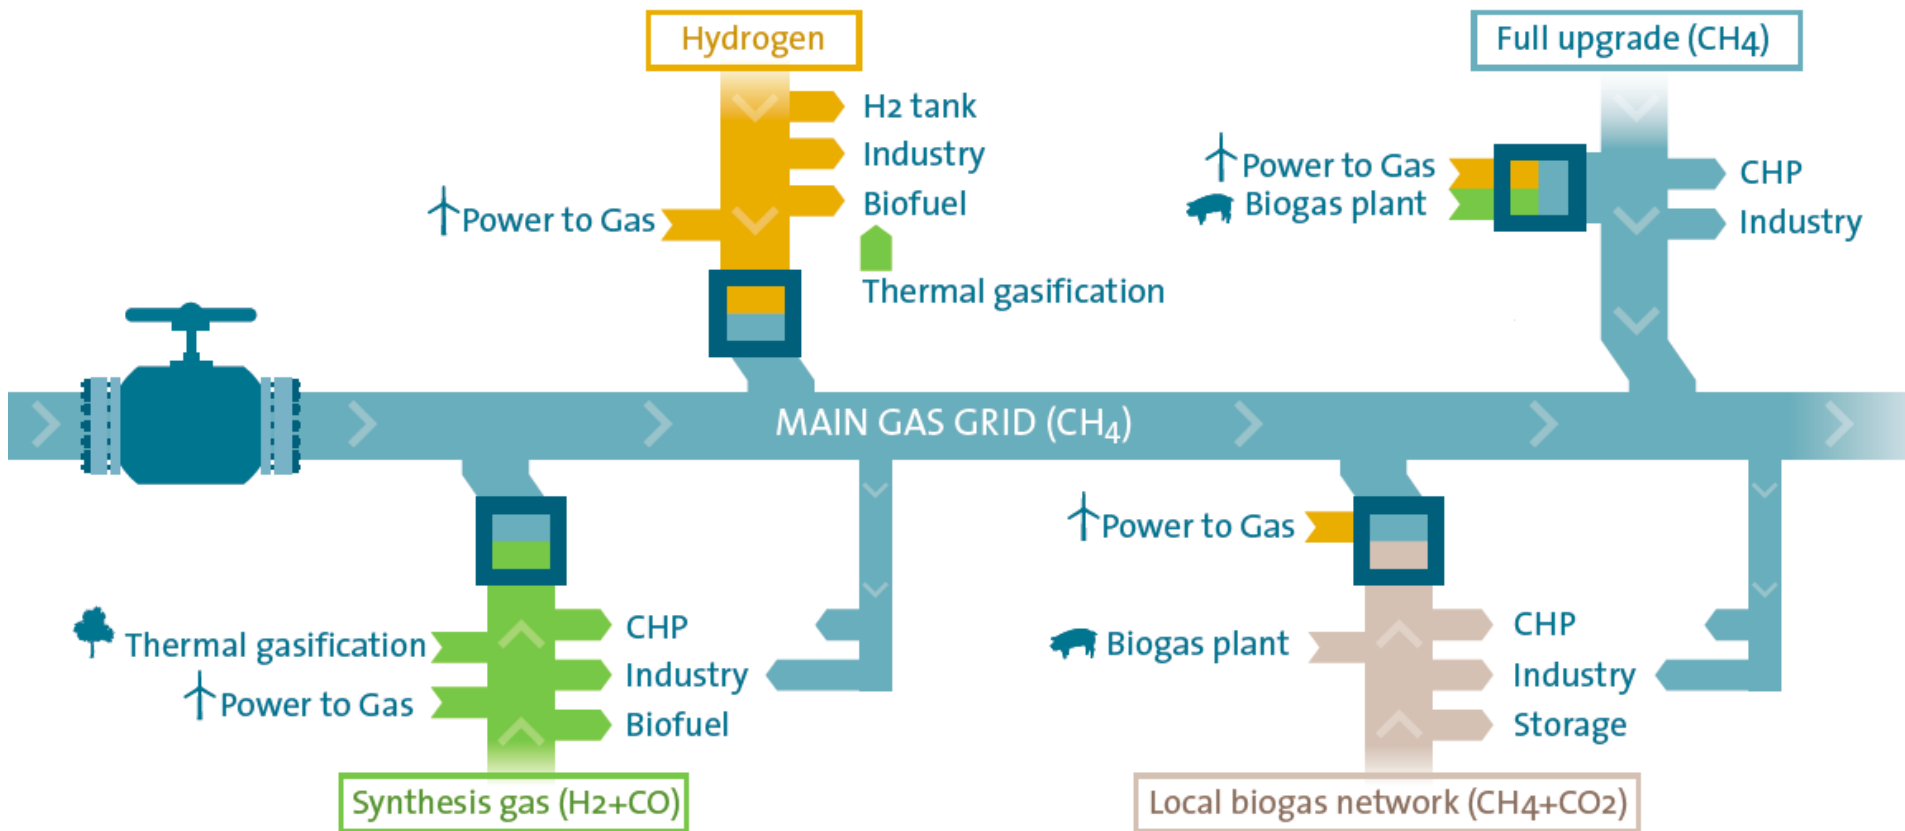 Hydrogen
Full upgrade (CH4)
H2 tank
Industry
Biofuel
Power to Gas
Thermal gasification
Power to Gas
Biogas plant
CHP
Industry
MAIN GAS GRID (CH4)
Thermal gasification
Power to Gas
CHP
Industry
Biofuel
Synthesis gas (H2+CO)
Power to Gas
Biogas plant
CHP
Industry
Storage
Local biogas network (CH4+CO2)